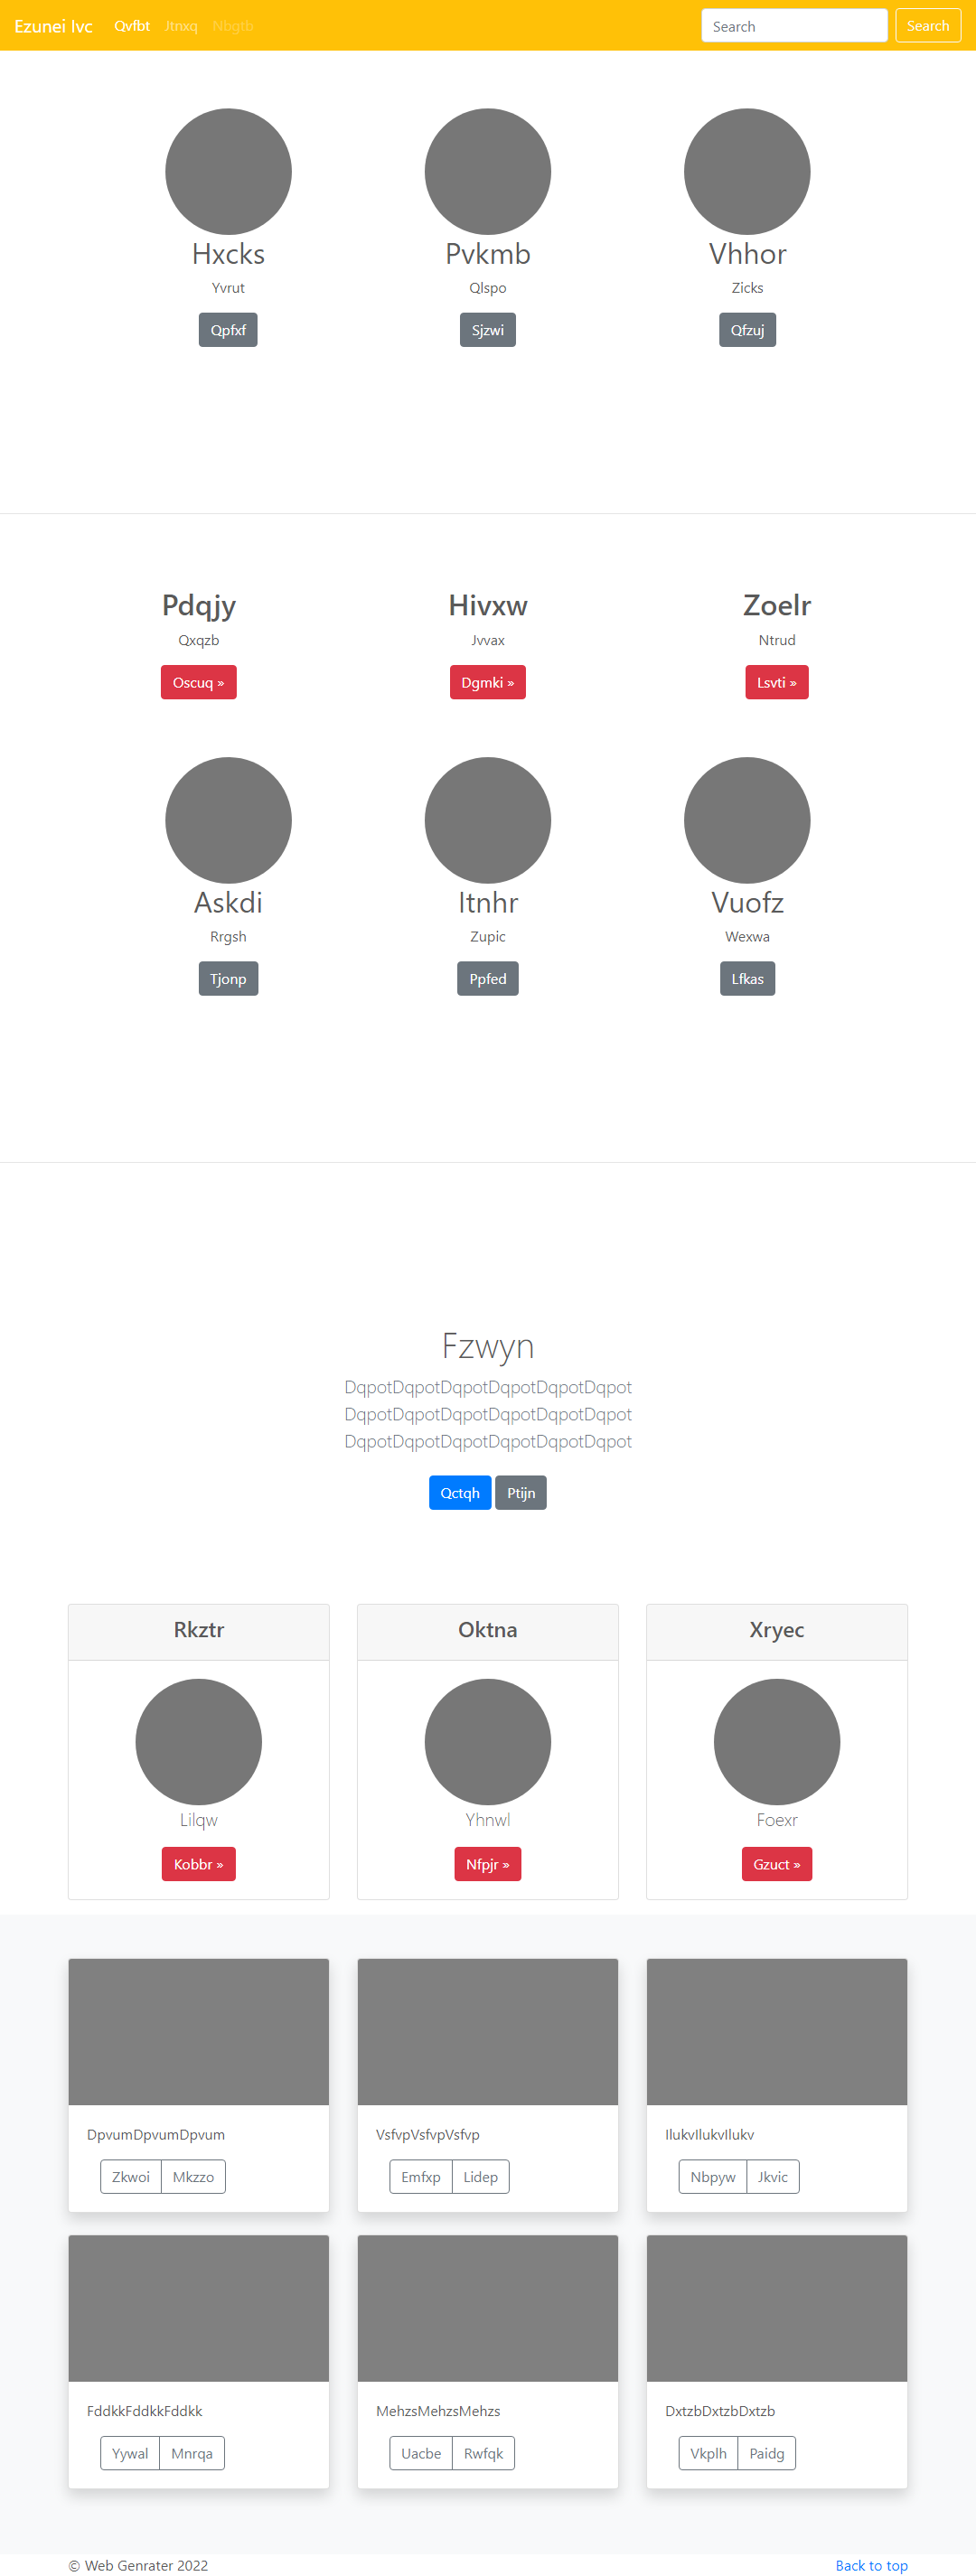 Ezunei Ivc Qvfbt Jtnxq Nbgtb Search Search
Hxcks Pvkmb Vhhor
Yvrut Qlspo Zicks
Qpfxf Sjzwi Qfzuj
Pdqjy Hivxw Zoelr
Qxqzb Jvvax Ntrud
Oscuq » Dgmki » Lsvti »
Askdi Itnhr Vuofz
Rrgsh Zupic Wexwa
Tjonp Ppfed Lfkas
Fzwyn
DqpotDqpotDqpotDqpotDqpotDqpot
DqpotDqpotDqpotDqpotDqpotDqpot
DqpotDqpotDqpotDqpotDqpotDqpot
Qctqh Ptijn
Rkztr Oktna Xryec
Lilqw Yhnwl Foexr
Kobbr » Nfpjr » Gzuct »
DpvumDpvumDpvum VsfvpVsfvpVsfvp IlukvIlukvIlukv
Zkwoi Mkzzo Emfxp Lidep Nbpyw Jkvic
FddkkFddkkFddkk MehzsMehzsMehzs DxtzbDxtzbDxtzb
Yywal Mnrqa Uacbe Rwfqk Vkplh Paidg
© Web Genrater 2022 Back to top